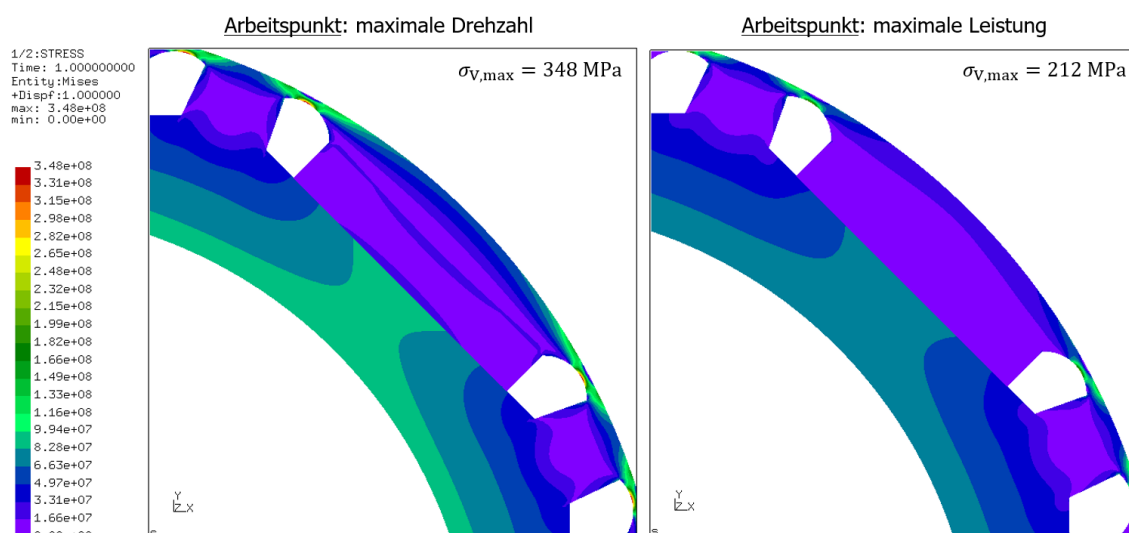 Arbeitspunkt: maximale Drehzahl
Arbeitspunkt: maximale Leistung
1/2:STRESS
Time: 1.000000000
Entity:Mises
+Dispf:1.000000
max: 3.48e+08
min: 0.00e+00
σV,max = 348 MPa
σV,max = 212 MPa
3.48e+08
3.31e+08
3.15e+08
2.98e+08
2.82e+08
2.65e+08
2.48e+08
2.32e+08
2.15e+08
1.99e+08
1.82e+08
1.66e+08
1.49e+08
1.33e+08
1.16e+08
9.94e+07
8.28e+07
6.63e+07
4.97e+07
3.31e+07
1.66e+07
Y
Z X
Y
Z X